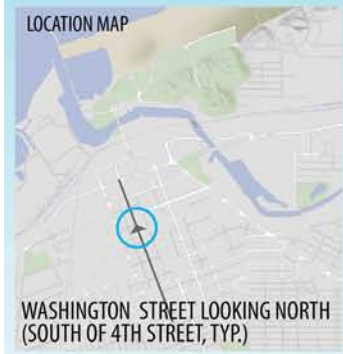 LOCATION MAP
WASHINGTON STREET LOOKING NORTH
(SOUTH OF 4TH STREET, TYP.)